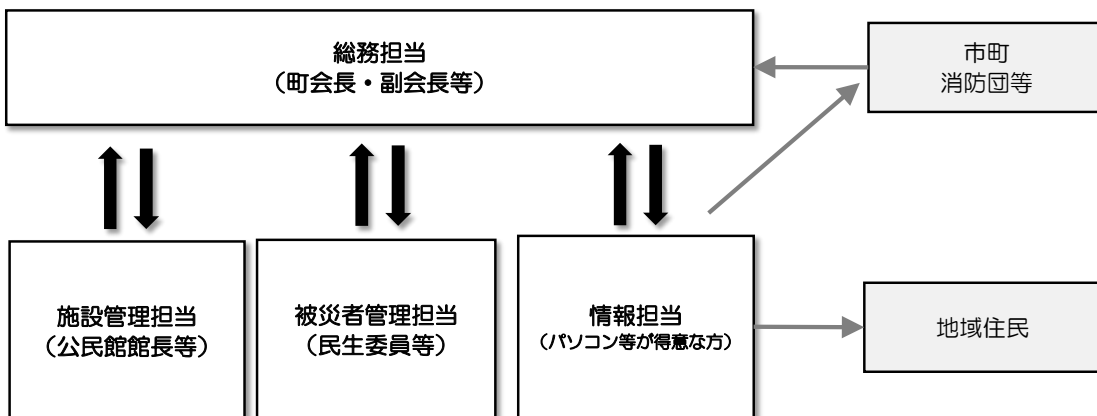 総務担当
（町会長・副会長等）
市町
消防団等
施設管理担当
（公民館館長等）
被災者管理担当
（民生委員等）
情報担当
（パソコン等が得意な方）
地域住民